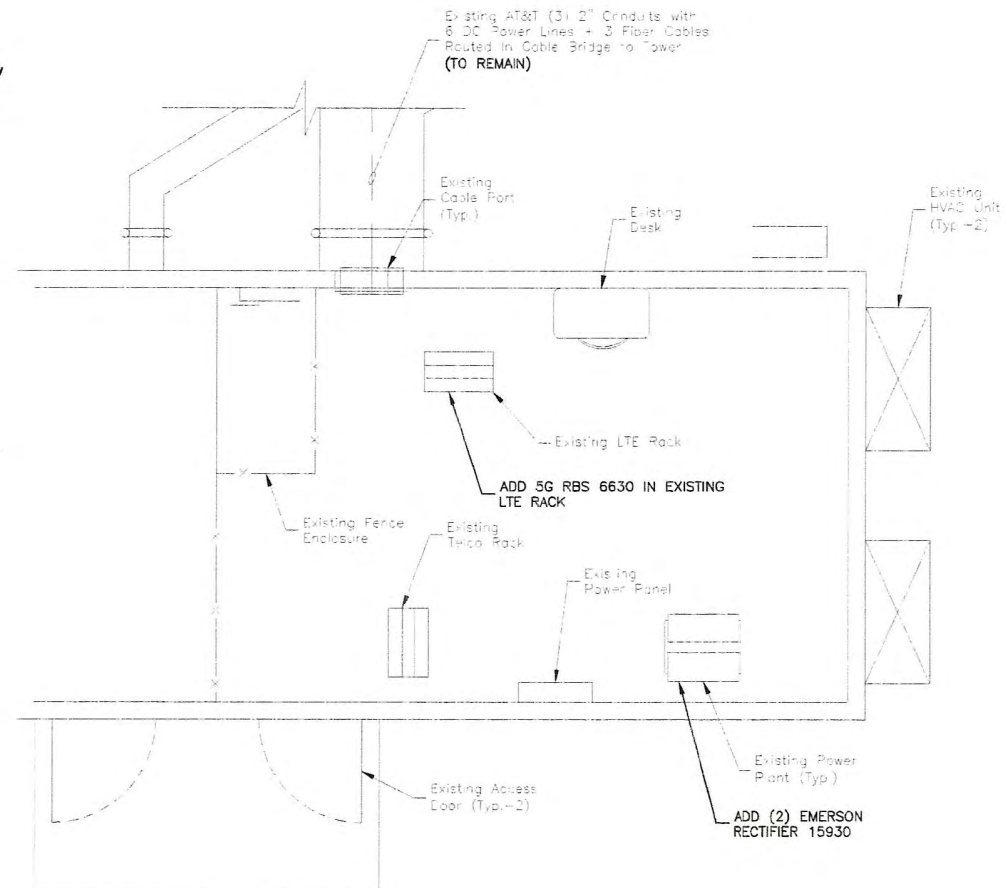 Existing AT&T (3) 2" Conduits with
6 DC Power Lines + 3 Fiber Cables
Routed In Cable Bridge to Tower
(TO REMAIN)
Existing
Cable Port
(Typ.)
Existing
Desk
Existing
HVAC Unit
(Typ.-2)
Existing LTE Rack
ADD 5G RBS 6630 IN EXISTING
LTE RACK
Existing Fence
Enclosure
Existing
Telco Rack
Existing
Power Panel
Existing Power
Plant (Typ.)
Existing Access
Door (Typ.-2)
ADD (2) EMERSON
RECTIFIER 15930